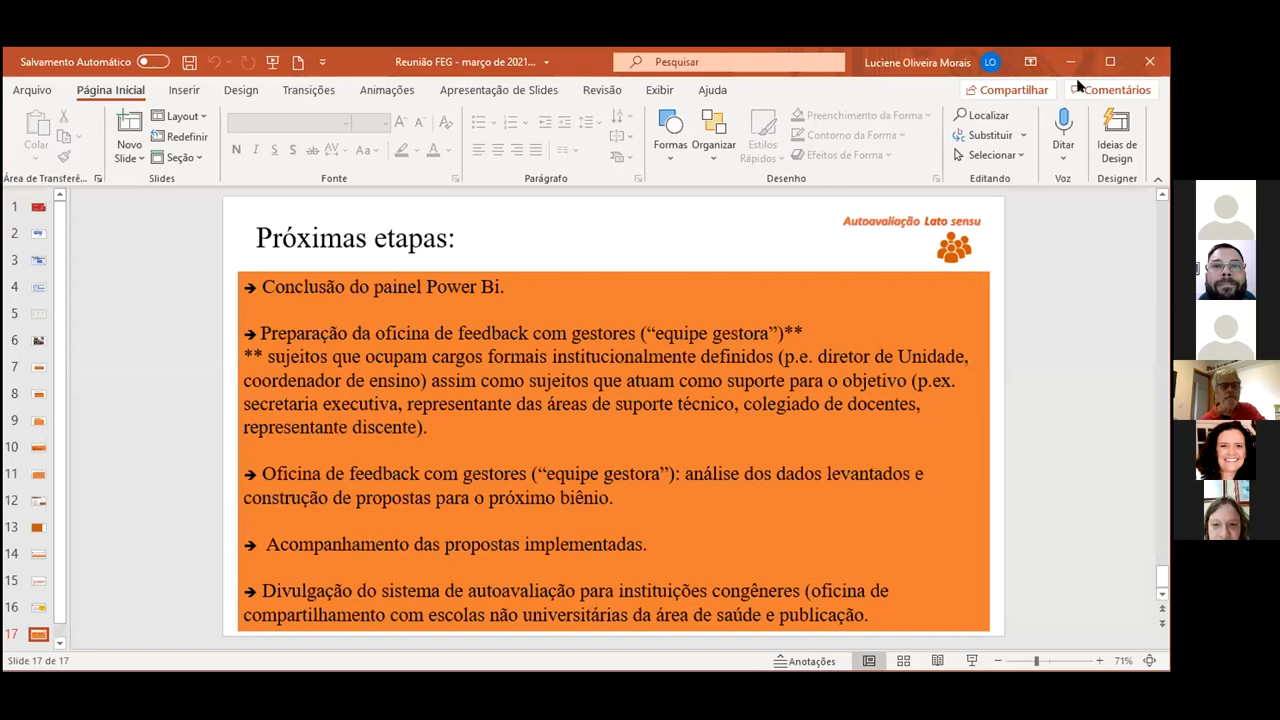 Salvamento Automático
Reunião FEG - março de 2021...
Pesquisar
Luciene Oliveira Morais
LO
Arquivo
Página Inicial
Inserir
Design
Transições
Animações
Apresentação de Slides
Revisão
Exibir
Ajuda
Compartilhar
Comentários
Colar
Novo
Slide
Layout
Redefinir
Seção
N
I
S
S
ab
AV
Aa
A
A
A
Formas
Organizar
Estilos
Rápidos
Preenchimento da Forma
Contorno da Forma
Efeitos de Forma
Localizar
Substituir
Selecionar
Ditar
Ideias de
Design
Área de Transferê...
Slides
Fonte
Parágrafo
Desenho
Editando
Voz
Designer
1
2
3
4
5
6
7
8
9
10
11
12
13
14
15
16
17
Próximas etapas:
Autoavaliação Lato sensu
➔ Conclusão do painel Power Bi.
➔ Preparação da oficina de feedback com gestores (“equipe gestora”)**
** sujeitos que ocupam cargos formais institucionalmente definidos (p.e. diretor de Unidade,
coordenador de ensino) assim como sujeitos que atuam como suporte para o objetivo (p.ex.
secretaria executiva, representante das áreas de suporte técnico, colegiado de docentes,
representante discente).
➔ Oficina de feedback com gestores (“equipe gestora”): análise dos dados levantados e
construção de propostas para o próximo biênio.
➔ Acompanhamento das propostas implementadas.
➔ Divulgação do sistema de autoavaliação para instituições congêneres (oficina de
compartilhamento com escolas não universitárias da área de saúde e publicação.
Slide 17 de 17
Anotações
71%